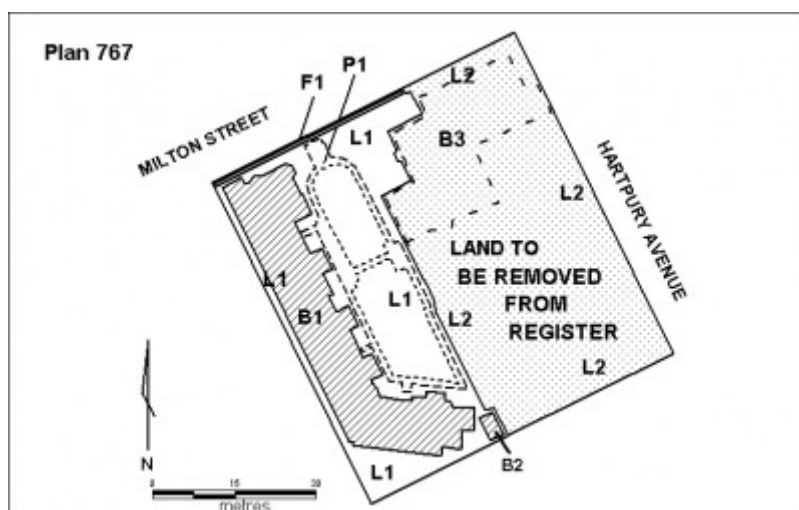 Plan 767
F1
P1
MILTON STREET
L1
L2
B3
HARTPURY AVENUE
L2
LAND TO
BE REMOVED
FROM
REGISTER
L1
B1
L1
L2
L2
L1
B2
N
0 15 30
metres